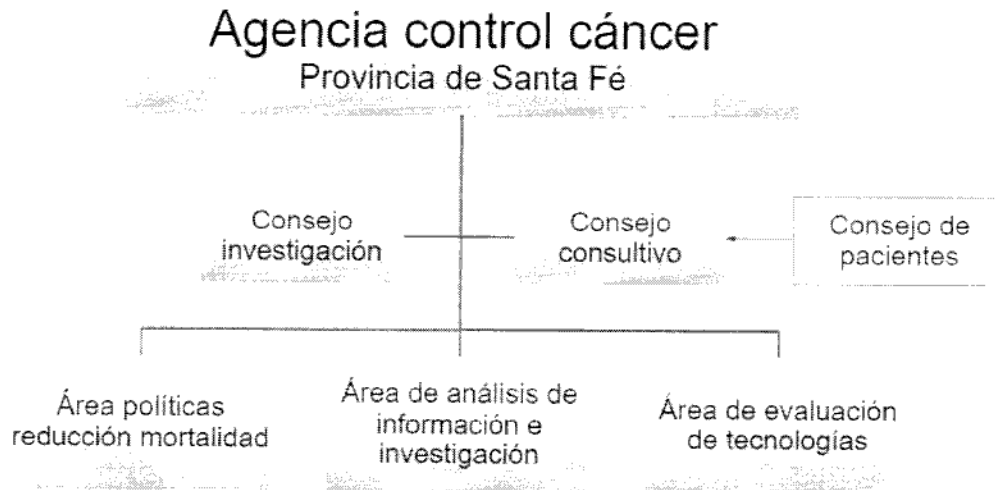 Agencia control cáncer
Provincia de Santa Fé
Consejo
investigación
Consejo
consultivo
Consejo de
pacientes
Área políticas
reducción mortalidad
Área de análisis de
información e
investigación
Área de evaluación
de tecnologías